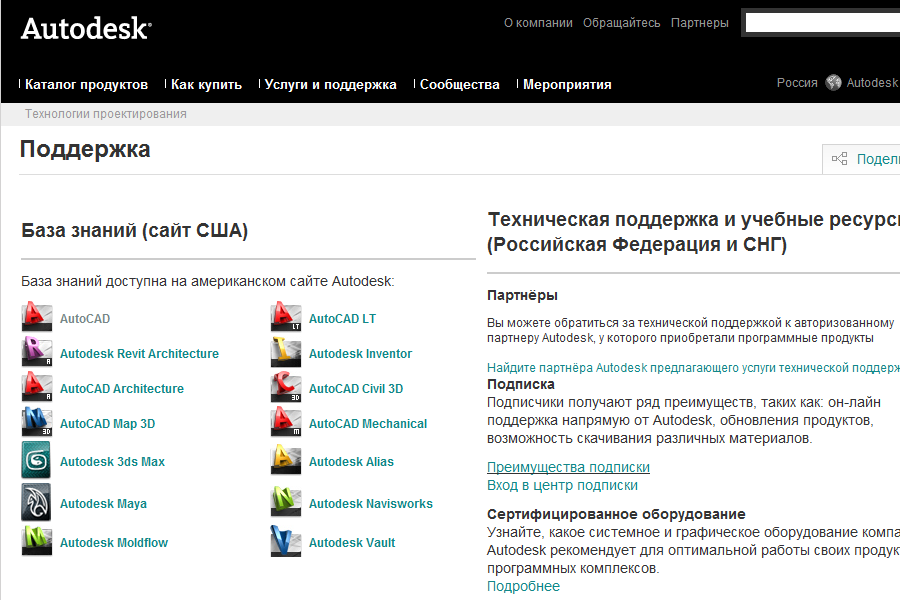 Autodesk®
О компании Обращайтесь Партнеры
Каталог продуктов Как купить Услуги и поддержка Сообщества Мероприятия
Россия Autodesk
Технологии проектирования
Поддержка
База знаний (сайт США)
База знаний доступна на американском сайте Autodesk:
AutoCAD
AutoCAD LT
Autodesk Revit Architecture
Autodesk Inventor
AutoCAD Architecture
AutoCAD Civil 3D
AutoCAD Map 3D
AutoCAD Mechanical
Autodesk 3ds Max
Autodesk Alias
Autodesk Maya
Autodesk Navisworks
Autodesk Moldflow
Autodesk Vault
Техническая поддержка и учебные ресурс
(Российская Федерация и СНГ)
Партнёры
Вы можете обратиться за технической поддержкой к авторизованному
партнеру Autodesk, у которого приобретали программные продукты
Найдите партнёра Autodesk предлагающего услуги технической поддерж
Подписка
Подписчики получают ряд преимуществ, таких как: он-лайн
поддержка напрямую от Autodesk, обновления продуктов,
возможность скачивания различных материалов.
Преимущества подписки
Вход в центр подписки
Сертифицированное оборудование
Узнайте, какое системное и графическое оборудование компа
Autodesk рекомендует для оптимальной работы своих продук
программных комплексов.
Подробнее